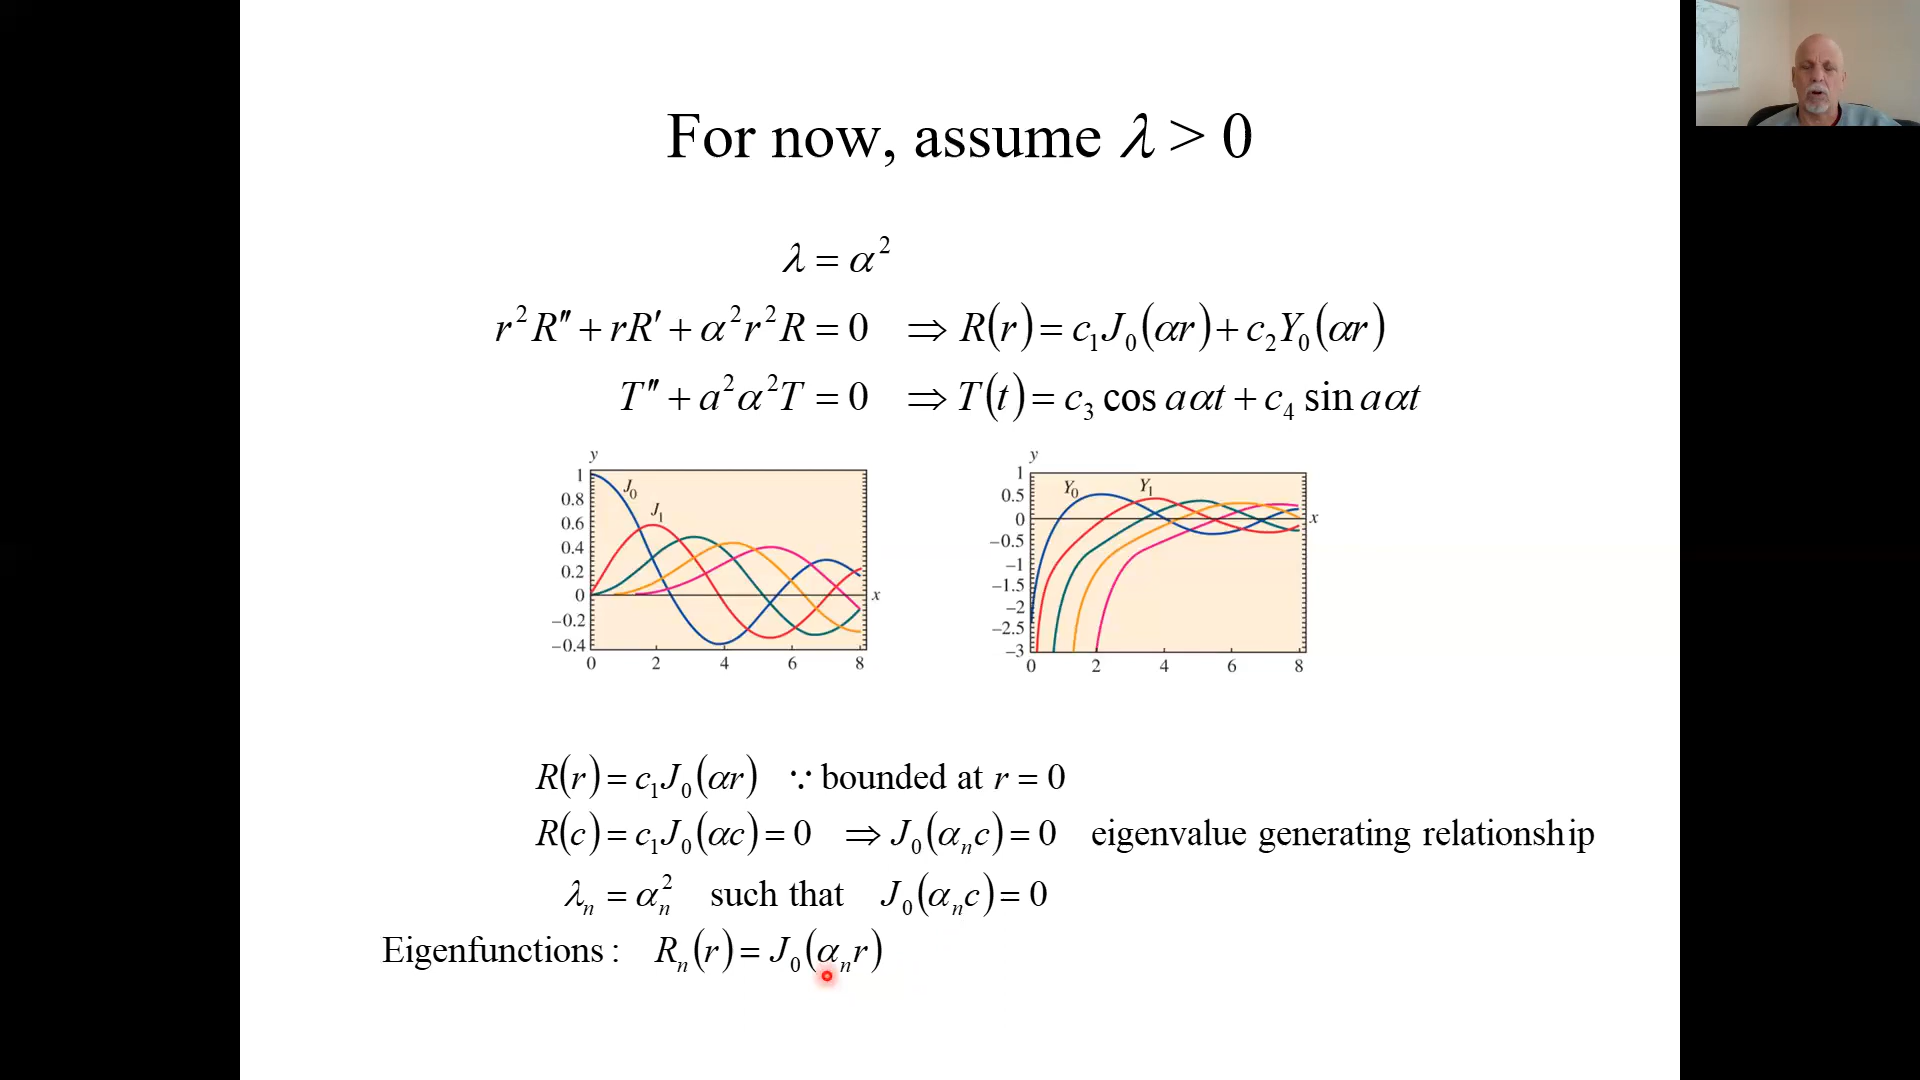 For now, assume λ > 0
λ = α²
r²R″ + rR′ + α²r²R = 0 ⇒ R(r) = c₁J₀(αr) + c₂Y₀(αr)
T″ + a²α²T = 0 ⇒ T(t) = c₃ cos aαt + c₄ sin aαt
y
1
0.8
0.6
0.4
0.2
0
−0.2
−0.4
J₀
J₁
x
0 2 4 6 8
y
1
0.5
0
−0.5
−1
−1.5
−2
−2.5
−3
Y₀
Y₁
x
0 2 4 6 8
R(r) = c₁J₀(αr) ∵ bounded at r = 0
R(c) = c₁J₀(αc) = 0 ⇒ J₀(αₙc) = 0 eigenvalue generating relationship
λₙ = αₙ² such that J₀(αₙc) = 0
Eigenfunctions : Rₙ(r) = J₀(αₙr)